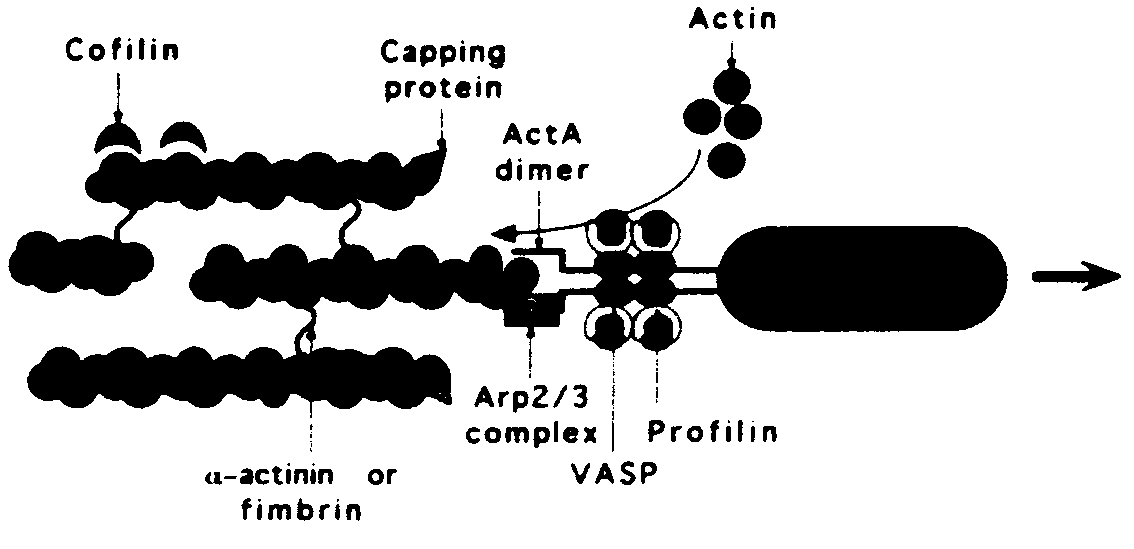 Actin
Cofilin
Capping
protein
ActA
dimer
Arp2/3
complex
Profilin
VASP
α-actinin or
fimbrin